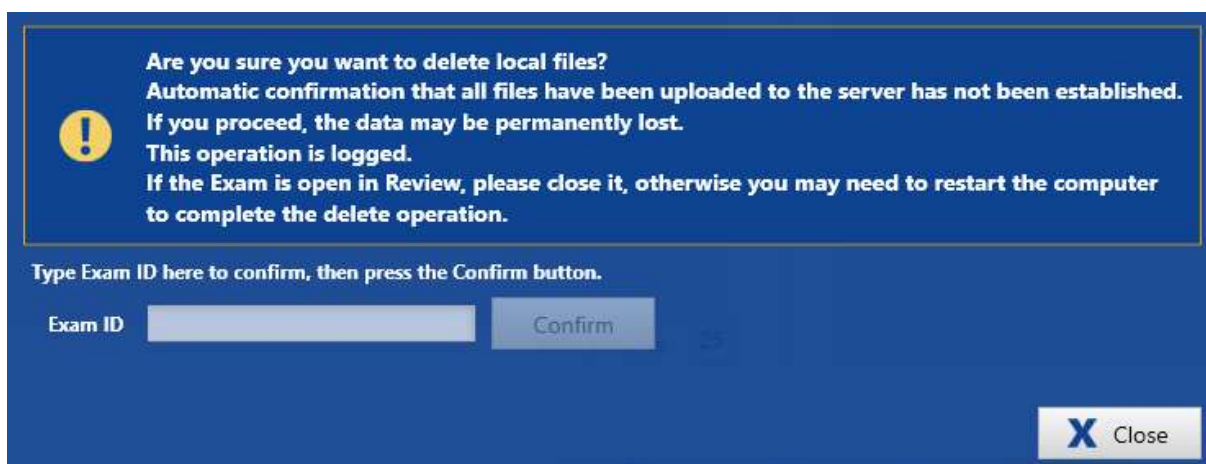 Are you sure you want to delete local files?
Automatic confirmation that all files have been uploaded to the server has not been established.
If you proceed, the data may be permanently lost.
This operation is logged.
If the Exam is open in Review, please close it, otherwise you may need to restart the computer
to complete the delete operation.
Type Exam ID here to confirm, then press the Confirm button.
Exam ID
Confirm
X Close